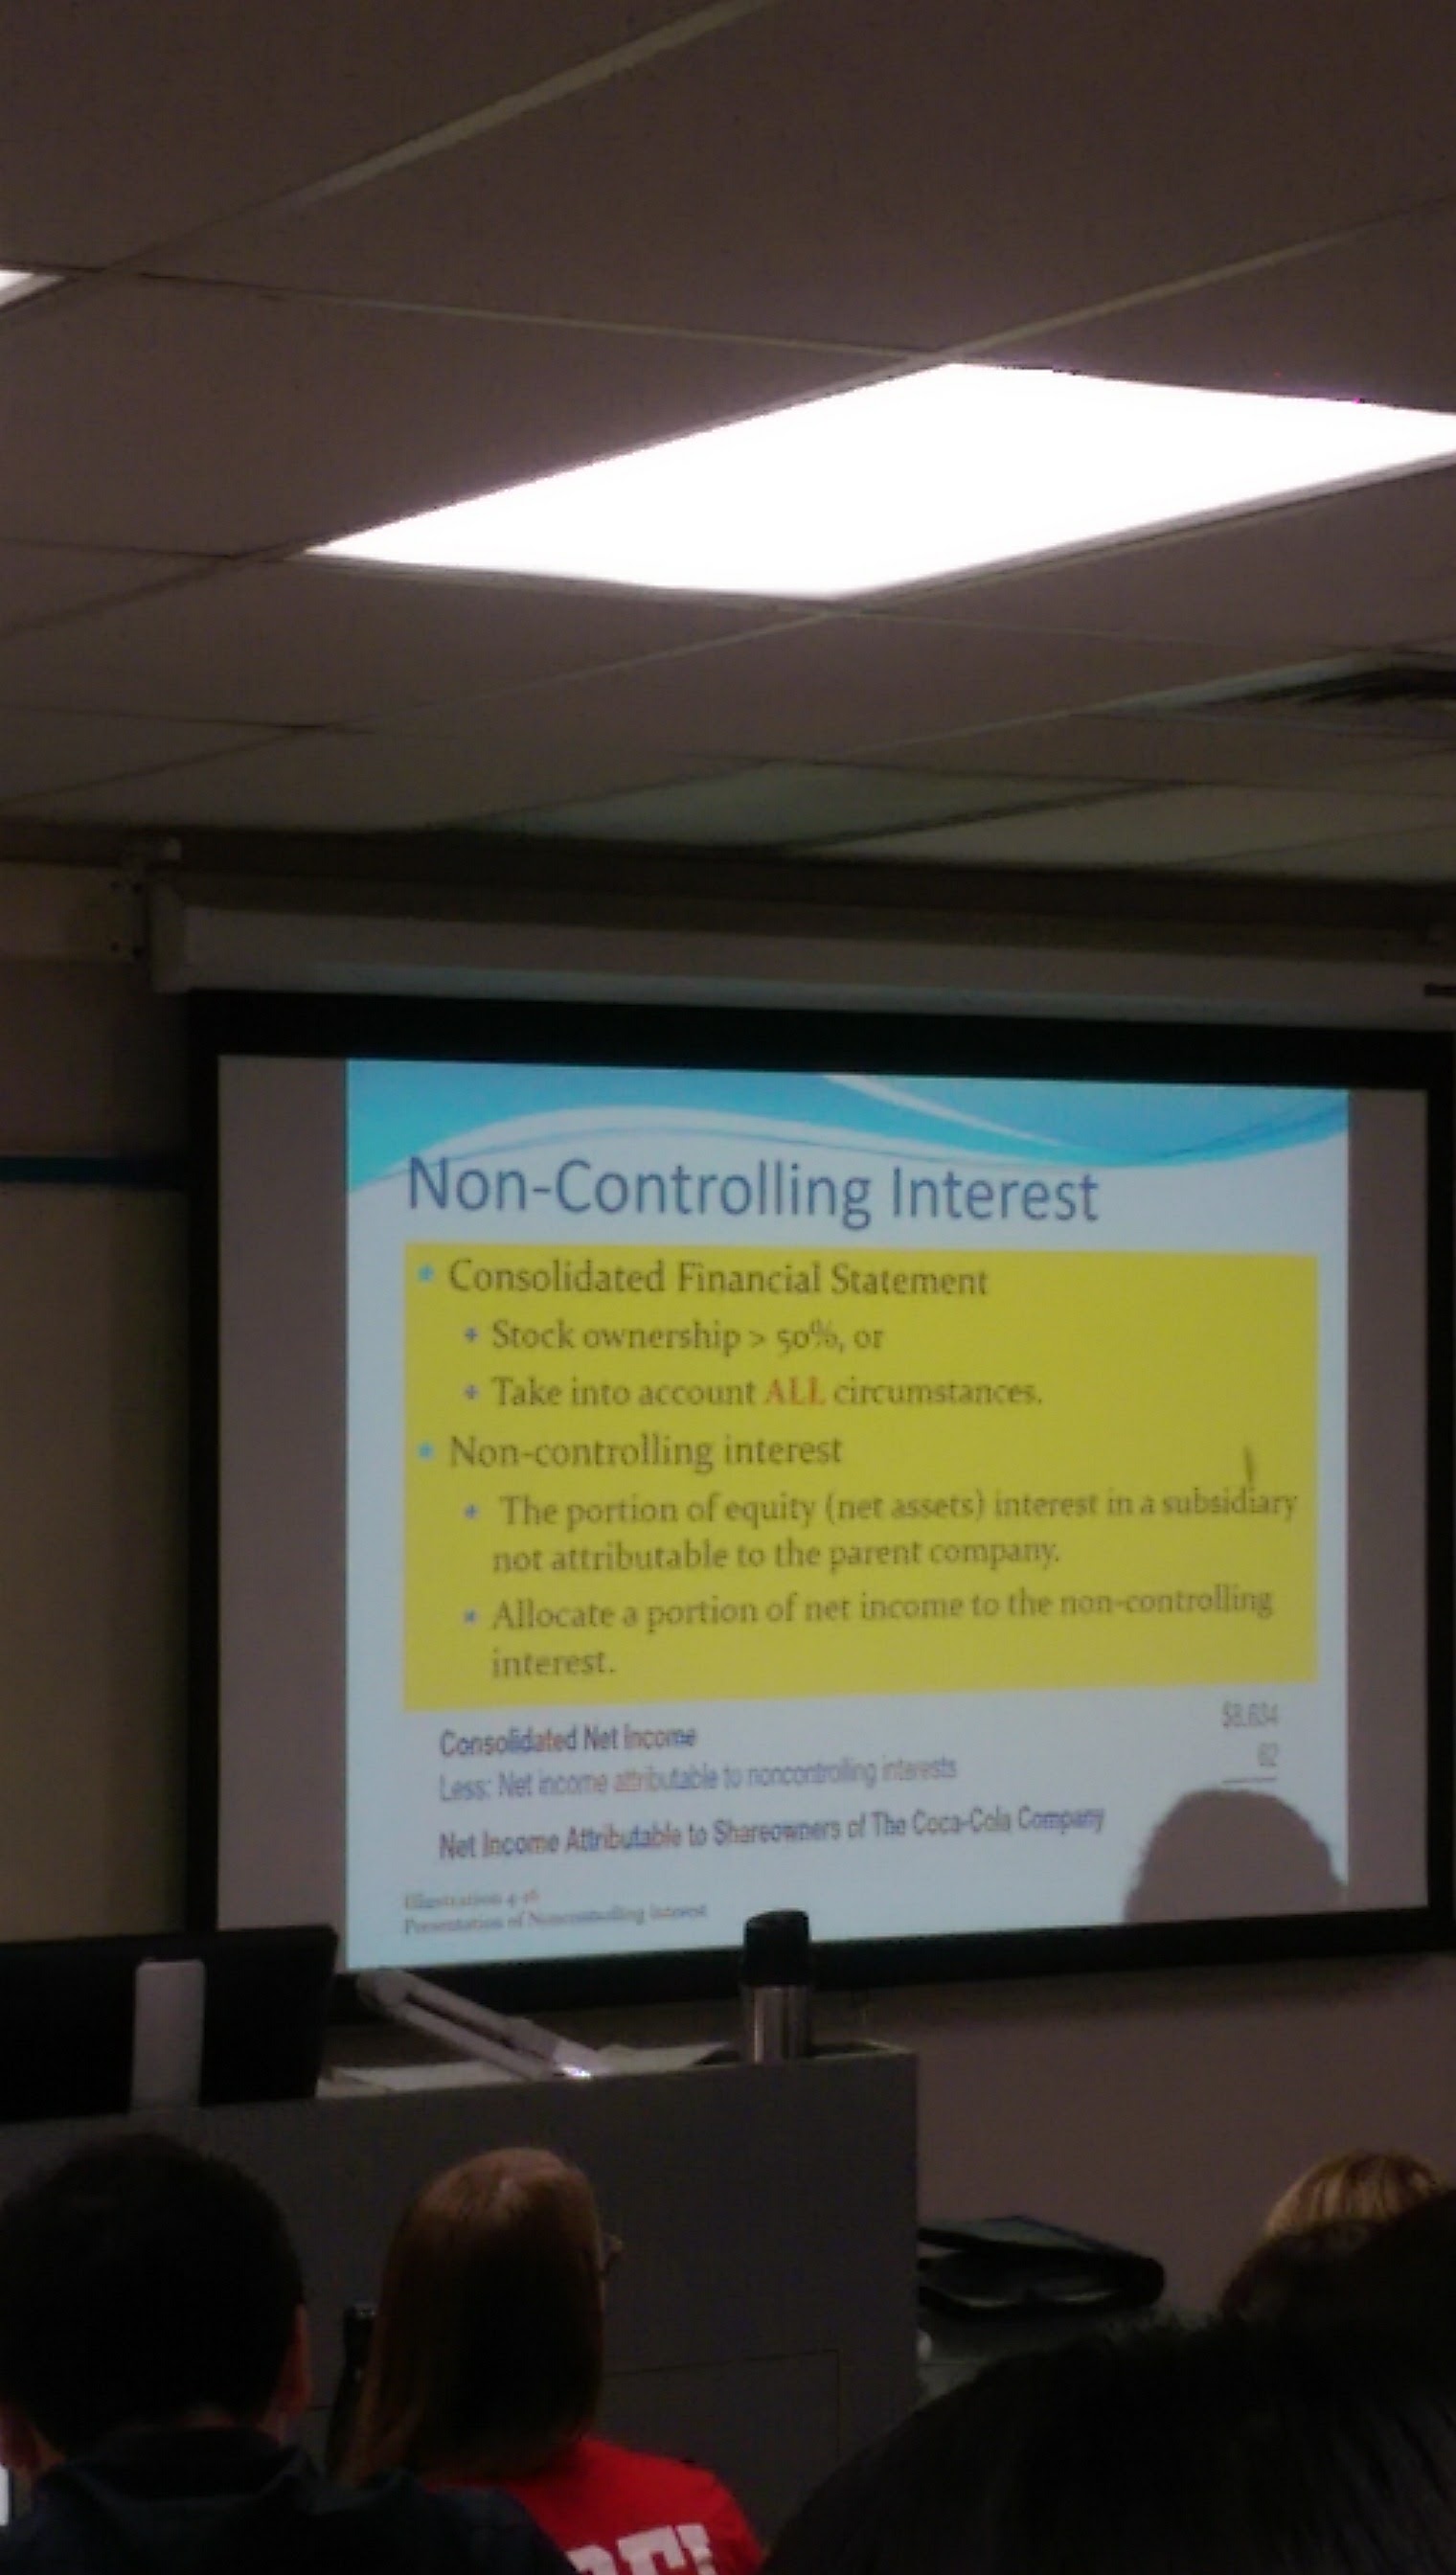 Non-Controlling Interest
Consolidated Financial Statement
Stock ownership > 50%, or
Take into account ALL circumstances.
Non-controlling interest
The portion of equity (net assets) interest in a subsidiary
not attributable to the parent company.
Allocate a portion of net income to the non-controlling
interest.
Consolidated Net Income $8,634
Less: Net income attributable to noncontrolling interests 62
Net Income Attributable to Shareowners of The Coca-Cola Company
Illustration 4-16
Presentation of Noncontrolling Interest